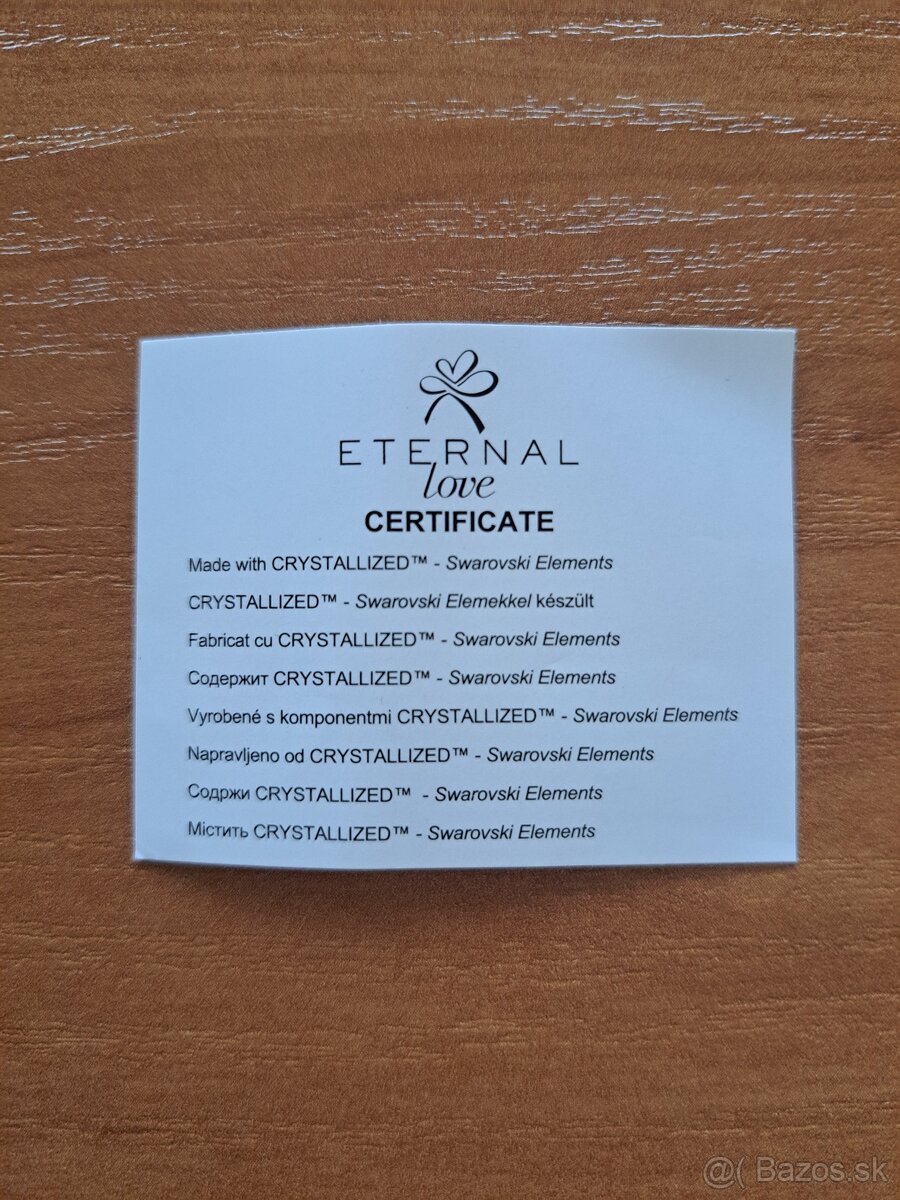 ETERNAL
love
CERTIFICATE
Made with CRYSTALLIZED™ - Swarovski Elements
CRYSTALLIZED™ - Swarovski Elemekkel készült
Fabricat cu CRYSTALLIZED™ - Swarovski Elements
Содержит CRYSTALLIZED™ - Swarovski Elements
Vyrobené s komponentmi CRYSTALLIZED™ - Swarovski Elements
Napravljeno od CRYSTALLIZED™ - Swarovski Elements
Содржи CRYSTALLIZED™ - Swarovski Elements
Містить CRYSTALLIZED™ - Swarovski Elements
@( Bazos.sk